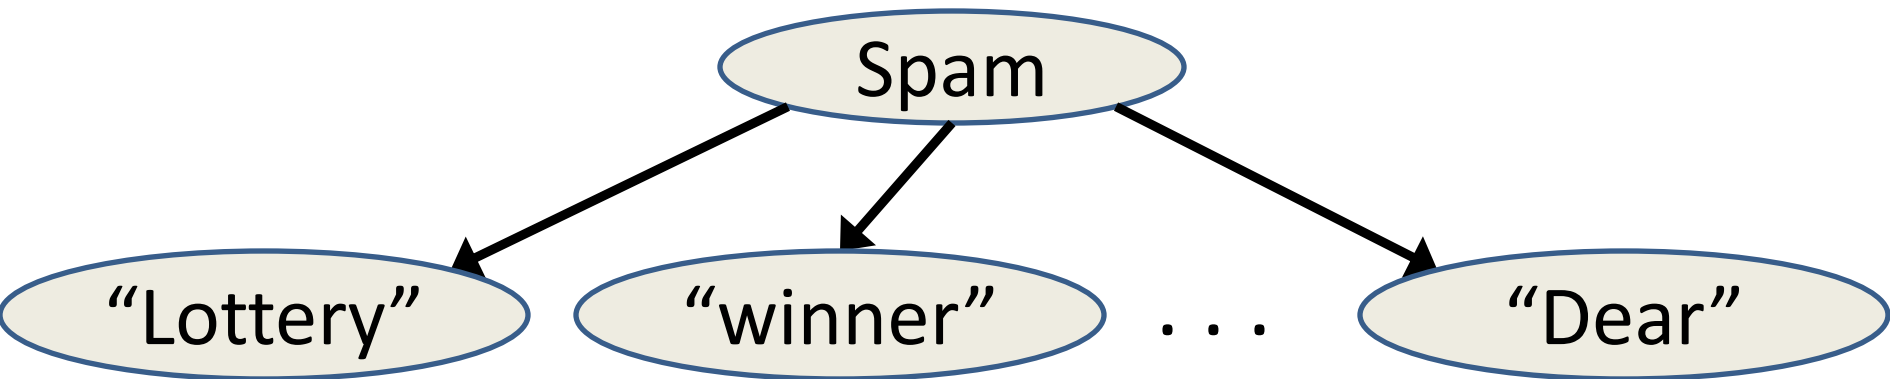 Spam
“Lottery” “winner” . . . “Dear”